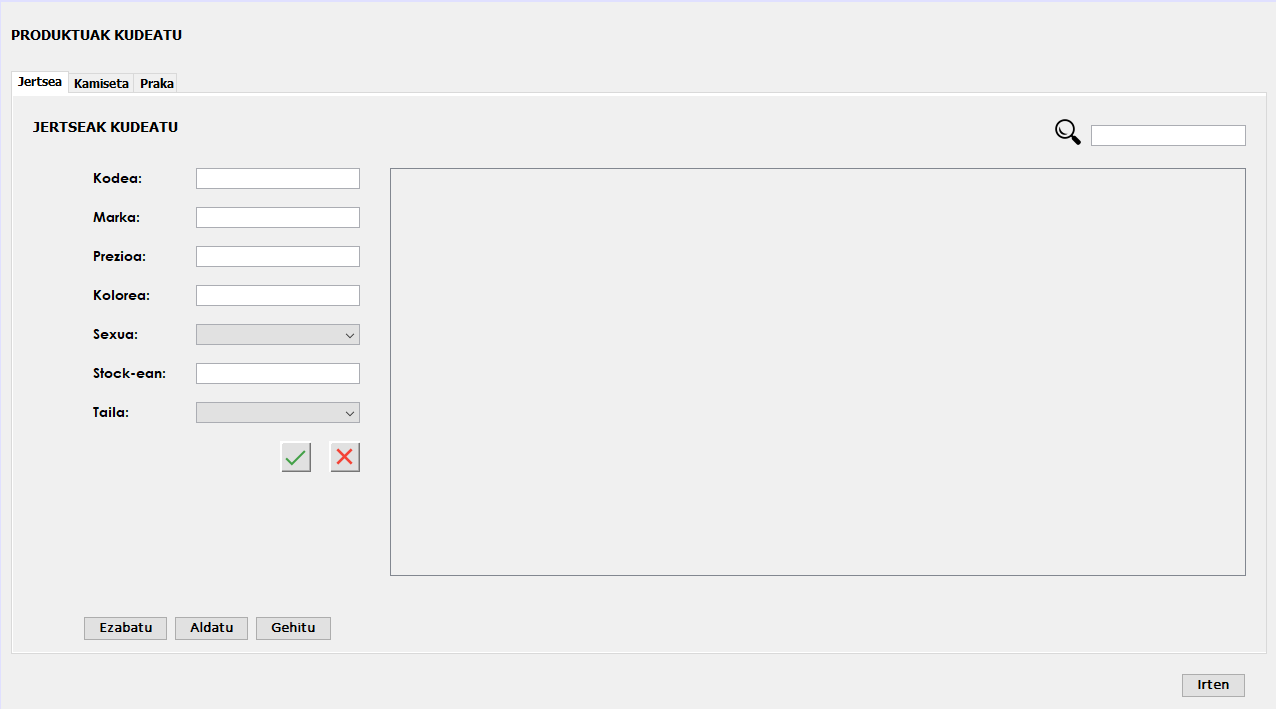 PRODUKTUAK KUDEATU
Jertsea Kamiseta Praka
JERTSEAK KUDEATU
Kodea:
Marka:
Prezioa:
Kolorea:
Sexua:
Stock-ean:
Taila:
Ezabatu Aldatu Gehitu
Irten